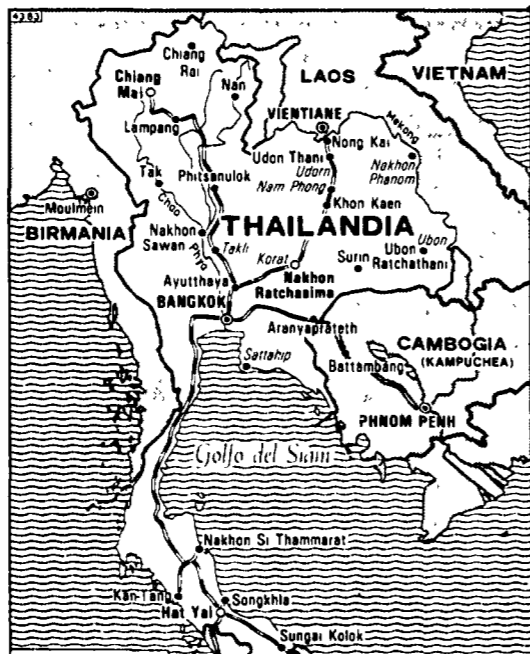 4383
Chiang
Rai
Chiang
Mai
Nan
LAOS
VIETNAM
Lampang
VIENTIANE
Nong Kai
Mekong
Udon Thani
Udorn
Nam Phong
Nakhon
Phanom
Tak
Chao
Phya
Phitsanulok
Khon Kaen
Moulmein
BIRMANIA
THAILANDIA
Nakhon
Sawan
Takli
Korat
Surin
Ubon
Ubon
Ratchathani
Ayutthaya
Nakhon
Ratchasima
BANGKOK
Aranyaprateth
CAMBOGIA
(KAMPUCHEA)
Sattahip
Battambang
PHNOM PENH
Golfo del Siam
Nakhon Si Thammarat
Kan-Tang
Songkhla
Hat Yai
Sungai Kolok